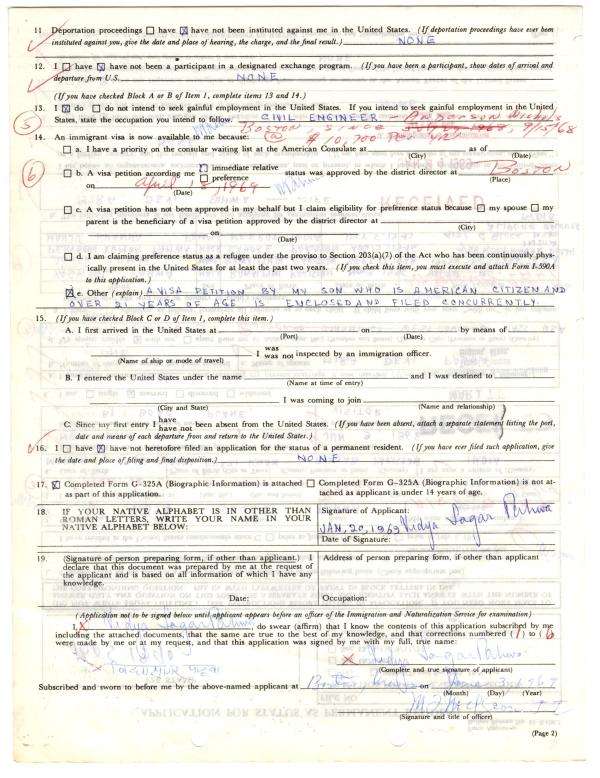 11 Deportation proceedings ☐ have ☒ have not been instituted against me in the United States. (If deportation proceedings have ever been
instituted against you, give the date and place of hearing, the charge, and the final result.) NONE
12. I ☐ have ☒ have not been a participant in a designated exchange program. (If you have been a participant, show dates of arrival and
departure from U.S. NONE
(If you have checked Block A or B of Item 1, complete items 13 and 14.)
13. I ☒ do ☐ do not intend to seek gainful employment in the United States. If you intend to seek gainful employment in the United
States, state the occupation you intend to follow. CIVIL ENGINEER - Anderson Nichols
5 BOSTON SINCE 9/15/68
14. An immigrant visa is now available to me because: $10,700 Per
☐ a. I have a priority on the consular waiting list at the American Consulate at as of
(City) (Date)
6 ☐ b. A visa petition according me ☐ immediate relative ☐ preference status was approved by the district director at BOSTON
on April 1, 1969
(Date) (Place)
☐ c. A visa petition has not been approved in my behalf but I claim eligibility for preference status because ☐ my spouse ☐ my
parent is the beneficiary of a visa petition approved by the district director at
(City)
on
(Date)
☐ d. I am claiming preference status as a refugee under the proviso to Section 203(a)(7) of the Act who has been continuously phys-
ically present in the United States for at least the past two years. (If you check this item, you must execute and attach Form I-590A
to this application.)
☒ e. Other (explain) A VISA PETITION BY MY SON WHO IS AMERICAN CITIZEN AND
OVER 21 YEARS OF AGE IS ENCLOSED AND FILED CONCURRENTLY.
15. (If you have checked Block C or D of Item 1, complete this item.)
A. I first arrived in the United States at on by means of
(Port) (Date)
I was was not inspected by an immigration officer.
(Name of ship or mode of travel)
B. I entered the United States under the name and I was destined to
(Name at time of entry)
I was coming to join
(City and State) (Name and relationship)
C. Since my first entry I have have not been absent from the United States. (If you have been absent, attach a separate statement listing the port,
date and means of each departure from and return to the United States.)
16. I ☐ have ☒ have not heretofore filed an application for the status of a permanent resident. (If you have ever filed such application, give
the date and place of filing and final disposition.) NONE
17. ☒ Completed Form G-325A (Biographic Information) is attached ☐ Completed Form G-325A (Biographic Information) is not at-
as part of this application. tached as applicant is under 14 years of age.
18. IF YOUR NATIVE ALPHABET IS IN OTHER THAN
ROMAN LETTERS, WRITE YOUR NAME IN YOUR
NATIVE ALPHABET BELOW:
Signature of Applicant:
JAN, 20, 1969 Vidya Sagar Pahwa
Date of Signature:
19. (Signature of person preparing form, if other than applicant.) I
declare that this document was prepared by me at the request of
the applicant and is based on all information of which I have any
knowledge.
Date:
Address of person preparing form, if other than applicant
Occupation:
(Application not to be signed below until applicant appears before an officer of the Immigration and Naturalization Service for examination)
I, X Vidya Sagar Pahwa, do swear (affirm) that I know the contents of this application subscribed by me
including the attached documents, that the same are true to the best of my knowledge, and that corrections numbered (1) to (6
were made by me or at my request, and that this application was signed by me with my full, true name:
X विद्यासागर पाहवा
X Vidya Sagar Pahwa
(Complete and true signature of applicant)
Subscribed and sworn to before me by the above-named applicant at on
(Month) (Day) (Year)
(Signature and title of officer)
(Page 2)